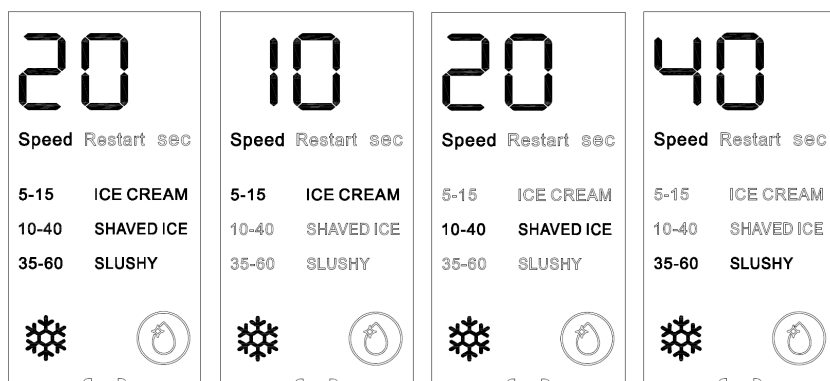 20
Speed Restart sec
5-15 ICE CREAM
10-40 SHAVED ICE
35-60 SLUSHY
10
Speed Restart sec
5-15 ICE CREAM
10-40 SHAVED ICE
35-60 SLUSHY
20
Speed Restart sec
5-15 ICE CREAM
10-40 SHAVED ICE
35-60 SLUSHY
40
Speed Restart sec
5-15 ICE CREAM
10-40 SHAVED ICE
35-60 SLUSHY